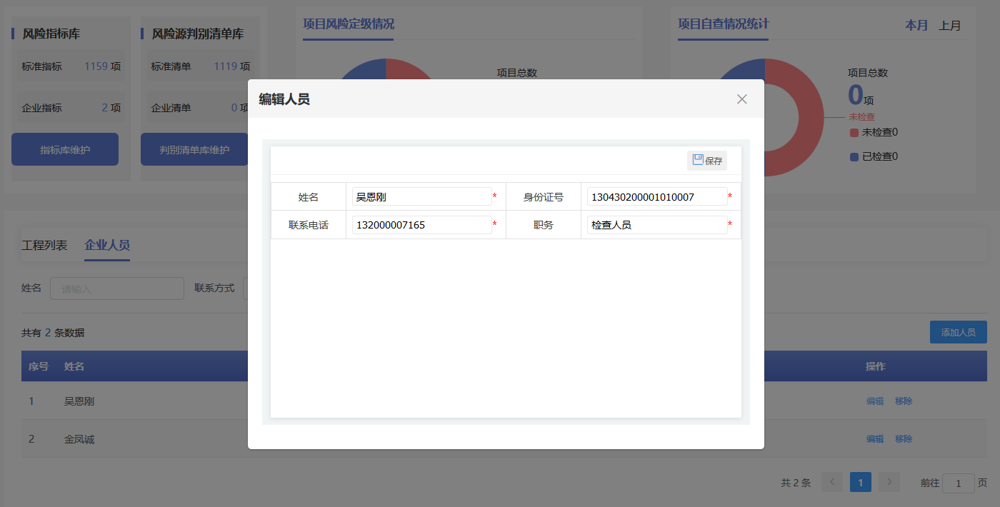 风险指标库
标准指标 1159 项
企业指标 2 项
指标库维护
风险源判别清单库
标准清单 1119 项
企业清单 0 项
判别清单库维护
项目风险定级情况
项目总数
项目自查情况统计 本月 上月
项目总数
0项
未检查
未检查0
已检查0
编辑人员
保存
姓名 吴恩刚 * 身份证号 130430200001010007 *
联系电话 132000007165 * 职务 检查人员 *
工程列表 企业人员
姓名 请输入 联系方式
共有 2 条数据 添加人员
序号 姓名 操作
1 吴恩刚 编辑 移除
2 金凤诚 编辑 移除
共 2 条 < 1 > 前往 1 页